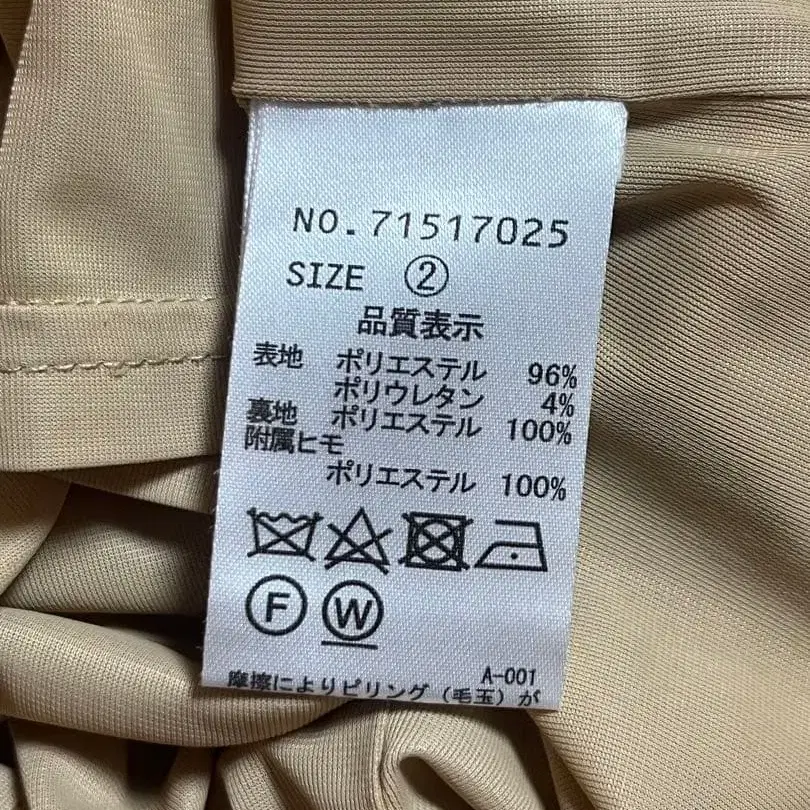 NO.71517025
SIZE ②
品質表示
表地 ポリエステル 96%
ポリウレタン 4%
裏地 ポリエステル 100%
附属ヒモ
ポリエステル 100%
F W
A-001
摩擦によりピリング(毛玉)が